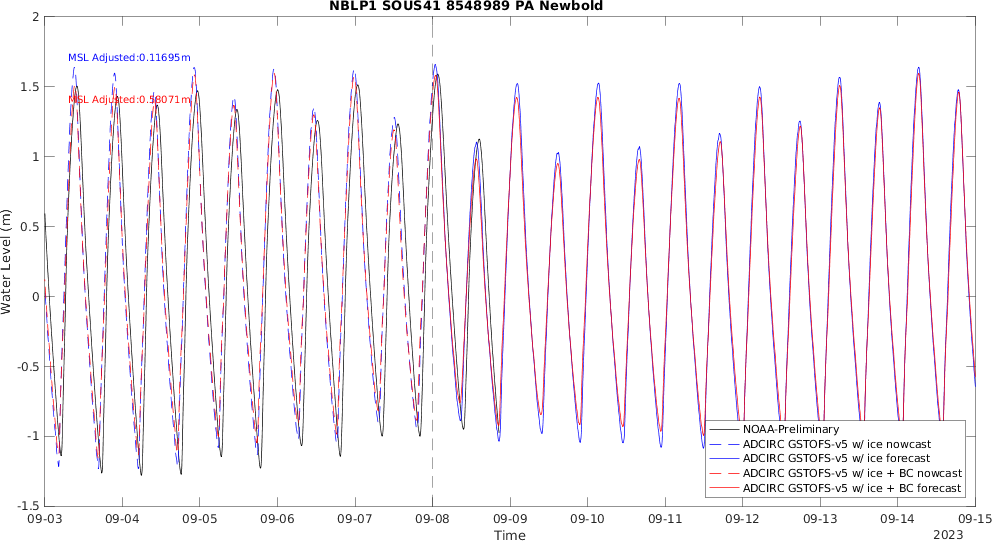 NBLP1 SOUS41 8548989 PA Newbold
MSL Adjusted:0.11695m
MSL Adjusted:0.58071m
Water Level (m)
2
1.5
1
0.5
0
-0.5
-1
-1.5
NOAA-Preliminary
ADCIRC GSTOFS-v5 w/ ice nowcast
ADCIRC GSTOFS-v5 w/ ice forecast
ADCIRC GSTOFS-v5 w/ ice + BC nowcast
ADCIRC GSTOFS-v5 w/ ice + BC forecast
09-03 09-04 09-05 09-06 09-07 09-08 09-09 09-10 09-11 09-12 09-13 09-14 09-15
Time
2023